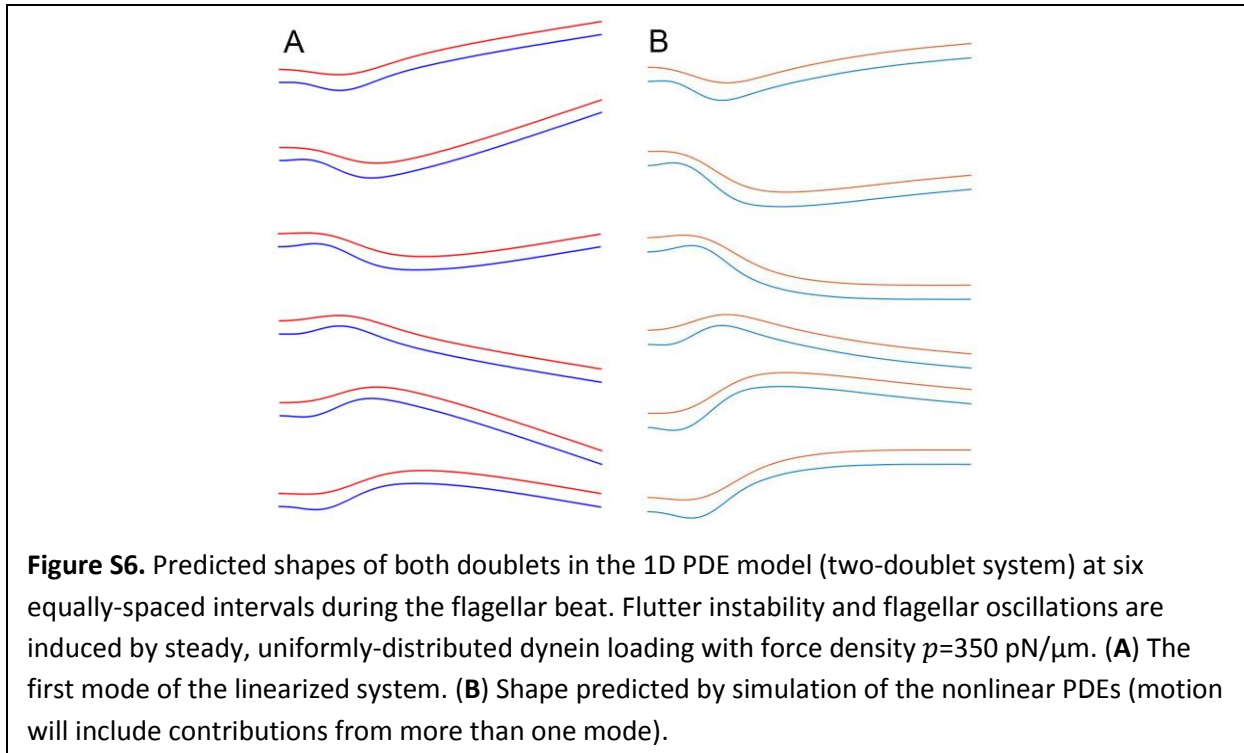 A
B
Figure S6. Predicted shapes of both doublets in the 1D PDE model (two-doublet system) at six
equally-spaced intervals during the flagellar beat. Flutter instability and flagellar oscillations are
induced by steady, uniformly-distributed dynein loading with force density 𝑝=350 pN/μm. (A) The
first mode of the linearized system. (B) Shape predicted by simulation of the nonlinear PDEs (motion
will include contributions from more than one mode).